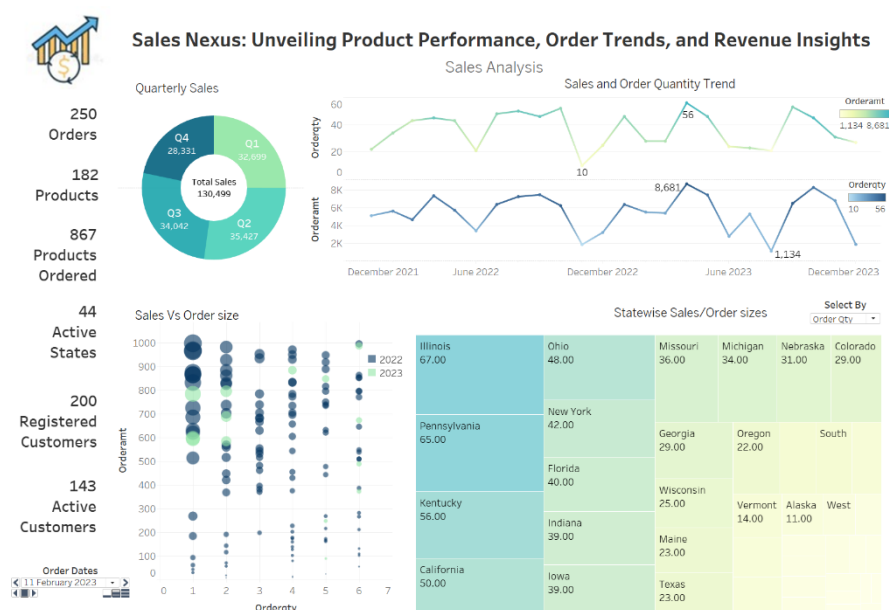 Sales Nexus: Unveiling Product Performance, Order Trends, and Revenue Insights
Sales Analysis
250
Orders
182
Products
867
Products
Ordered
44
Active
States
200
Registered
Customers
143
Active
Customers
Order Dates
11 February 2023
Quarterly Sales
Q4
28,331
Q1
32,699
Total Sales
130,499
Q3
34,042
Q2
35,427
Sales and Order Quantity Trend
Orderqty
60
40
20
0
56
10
Orderamt
1,134 8,681
Orderamt
8K
6K
4K
2K
8,681
1,134
Orderqty
10 56
December 2021
June 2022
December 2022
June 2023
December 2023
Sales Vs Order size
Orderamt
1000
900
800
700
600
500
400
300
200
100
0
2022
2023
0 1 2 3 4 5 6 7
Orderqty
Statewise Sales/Order sizes
Select By
Order Qty
Illinois
67.00
Pennsylvania
65.00
Kentucky
56.00
California
50.00
Ohio
48.00
New York
42.00
Florida
40.00
Indiana
39.00
Iowa
39.00
Missouri
36.00
Michigan
34.00
Nebraska
31.00
Colorado
29.00
Georgia
29.00
Wisconsin
25.00
Maine
23.00
Texas
23.00
Oregon
22.00
South
Vermont
14.00
Alaska
11.00
West